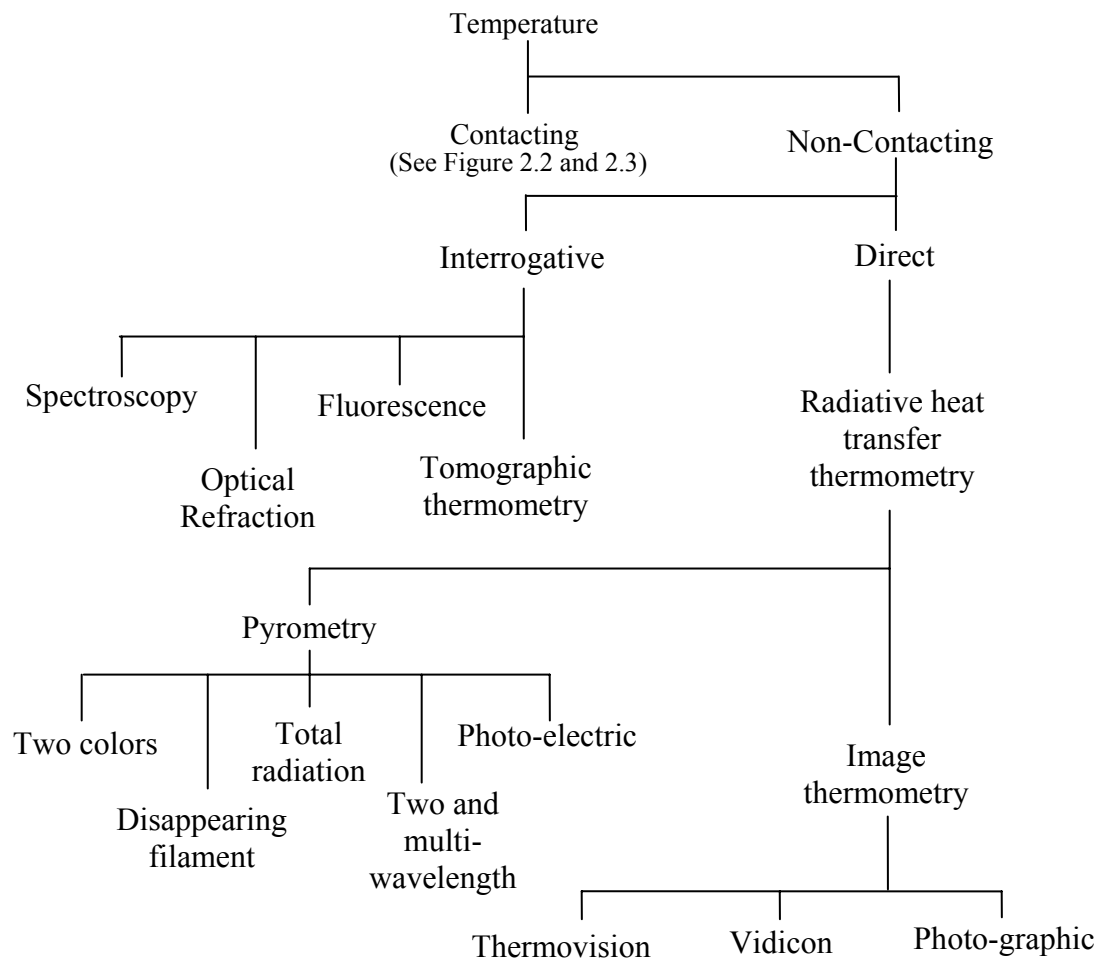 Temperature
Contacting
(See Figure 2.2 and 2.3)
Non-Contacting
Interrogative
Direct
Spectroscopy
Optical
Refraction
Fluorescence
Tomographic
thermometry
Radiative heat
transfer
thermometry
Pyrometry
Two colors
Disappearing
filament
Total
radiation
Two and
multi-
wavelength
Photo-electric
Image
thermometry
Thermovision
Vidicon
Photo-graphic